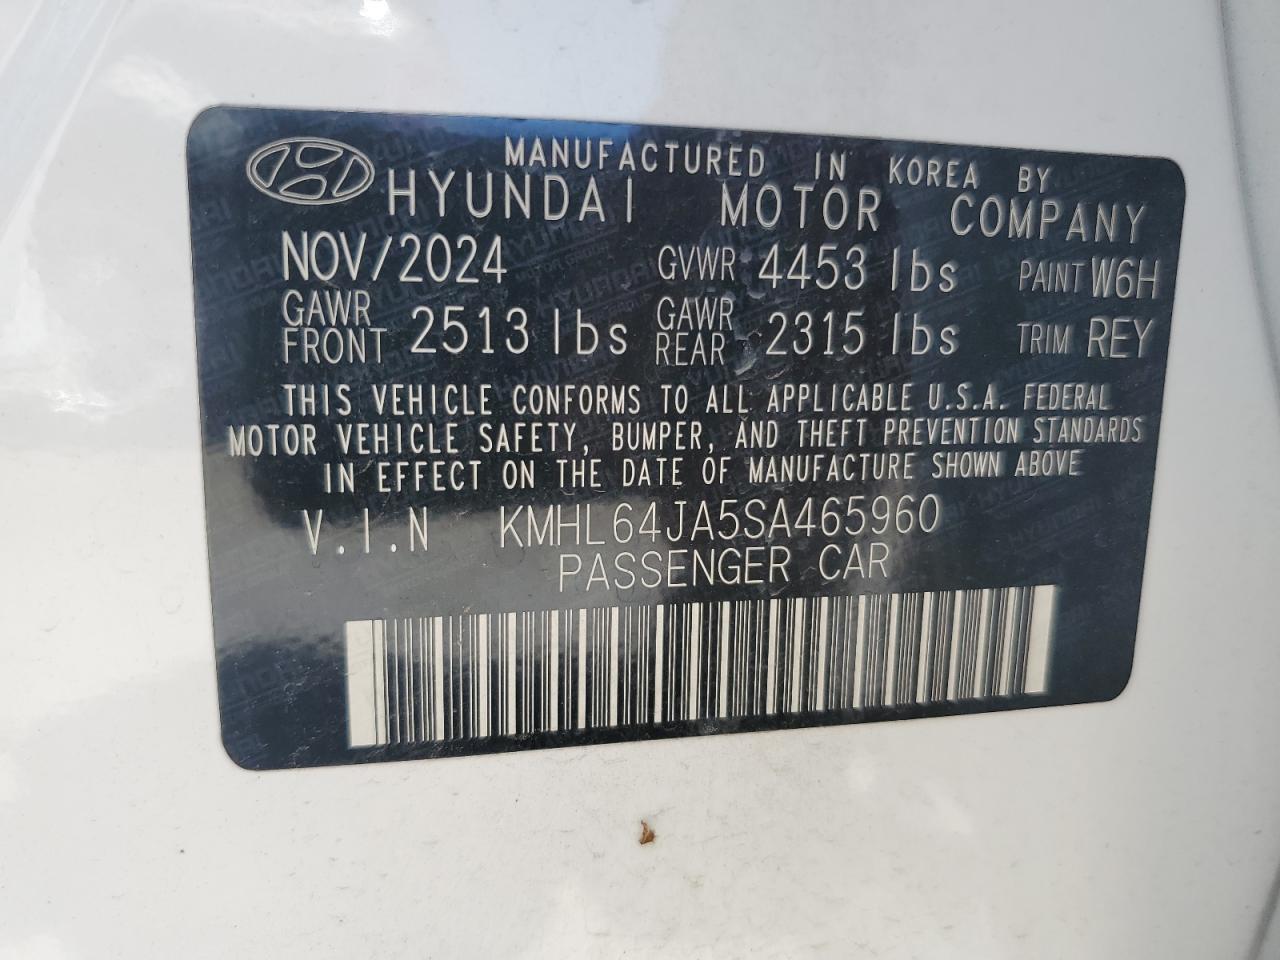 MANUFACTURED IN KOREA BY
HYUNDAI MOTOR COMPANY
NOV/2024 GVWR 4453 lbs PAINT W6H
GAWR FRONT 2513 lbs GAWR REAR 2315 lbs TRIM REY
THIS VEHICLE CONFORMS TO ALL APPLICABLE U.S.A. FEDERAL
MOTOR VEHICLE SAFETY, BUMPER, AND THEFT PREVENTION STANDARDS
IN EFFECT ON THE DATE OF MANUFACTURE SHOWN ABOVE
V.I.N KMHL64JA5SA465960
PASSENGER CAR